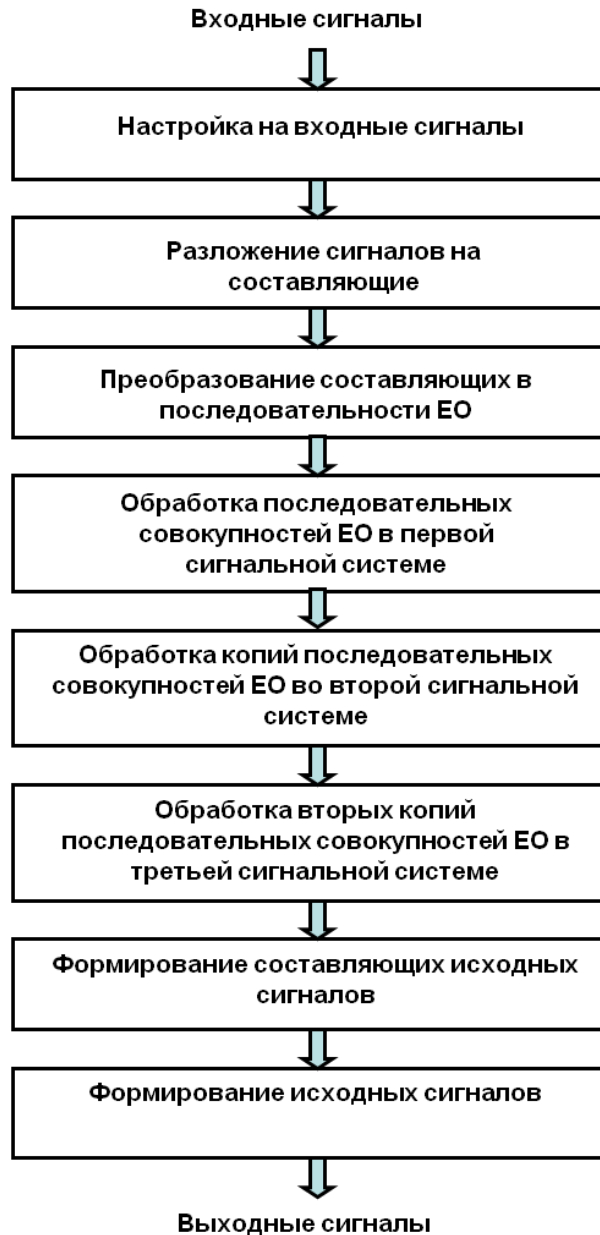 Входные сигналы
Настройка на входные сигналы
Разложение сигналов на
составляющие
Преобразование составляющих в
последовательности ЕО
Обработка последовательных
совокупностей ЕО в первой
сигнальной системе
Обработка копий последовательных
совокупностей ЕО во второй сигнальной
системе
Обработка вторых копий
последовательных совокупностей ЕО в
третьей сигнальной системе
Формирование составляющих исходных
сигналов
Формирование исходных сигналов
Выходные сигналы